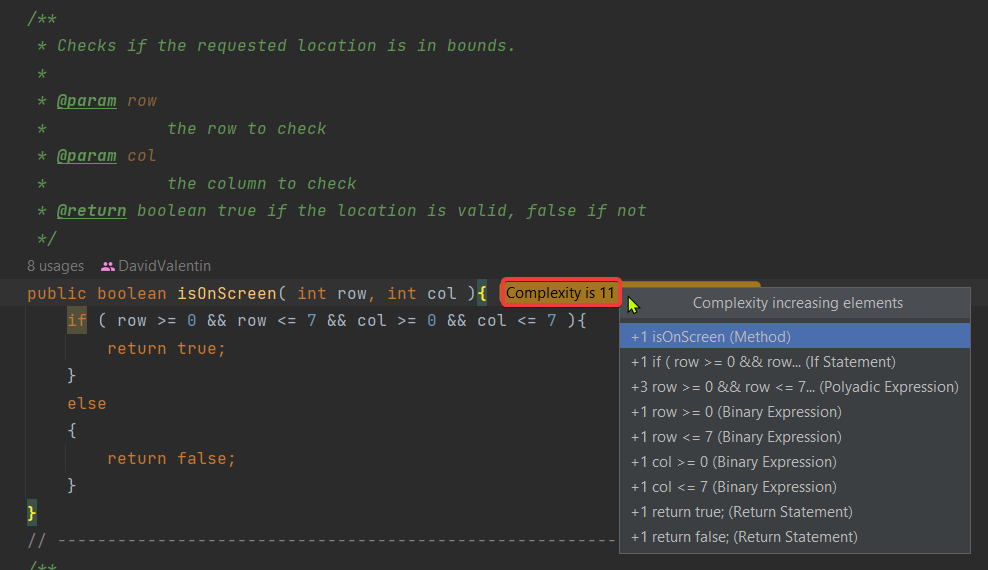 /**
* Checks if the requested location is in bounds.
*
* @param row
* the row to check
* @param col
* the column to check
* @return boolean true if the location is valid, false if not
*/
8 usages DavidValentin
public boolean isOnScreen( int row, int col ){ Complexity is 11
if ( row >= 0 && row <= 7 && col >= 0 && col <= 7 ){
return true;
}
else
{
return false;
}
}
// --------------------------------------------------------
/**
Complexity increasing elements
+1 isOnScreen (Method)
+1 if ( row >= 0 && row... (If Statement)
+3 row >= 0 && row <= 7... (Polyadic Expression)
+1 row >= 0 (Binary Expression)
+1 row <= 7 (Binary Expression)
+1 col >= 0 (Binary Expression)
+1 col <= 7 (Binary Expression)
+1 return true; (Return Statement)
+1 return false; (Return Statement)